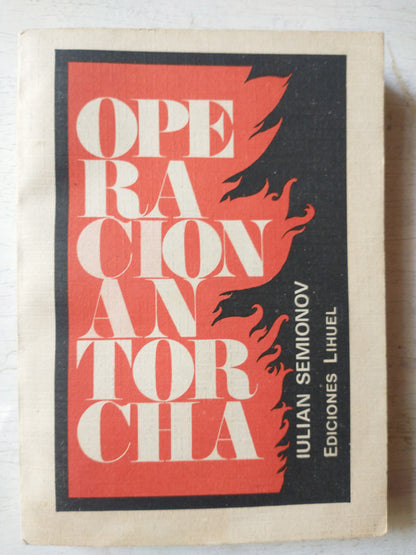 OPE
RA
CION
AN
TOR
CHA
IULIAN SEMIONOV
EDICIONES LIHUEL